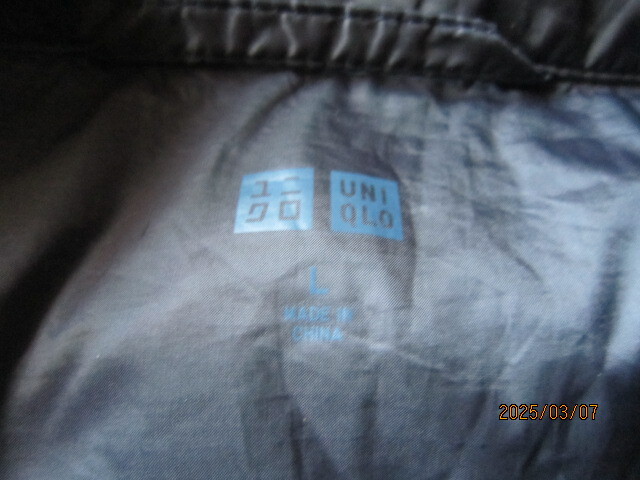 ユニ
クロ
UNI
QLO
L
MADE IN
CHINA
2025/03/07